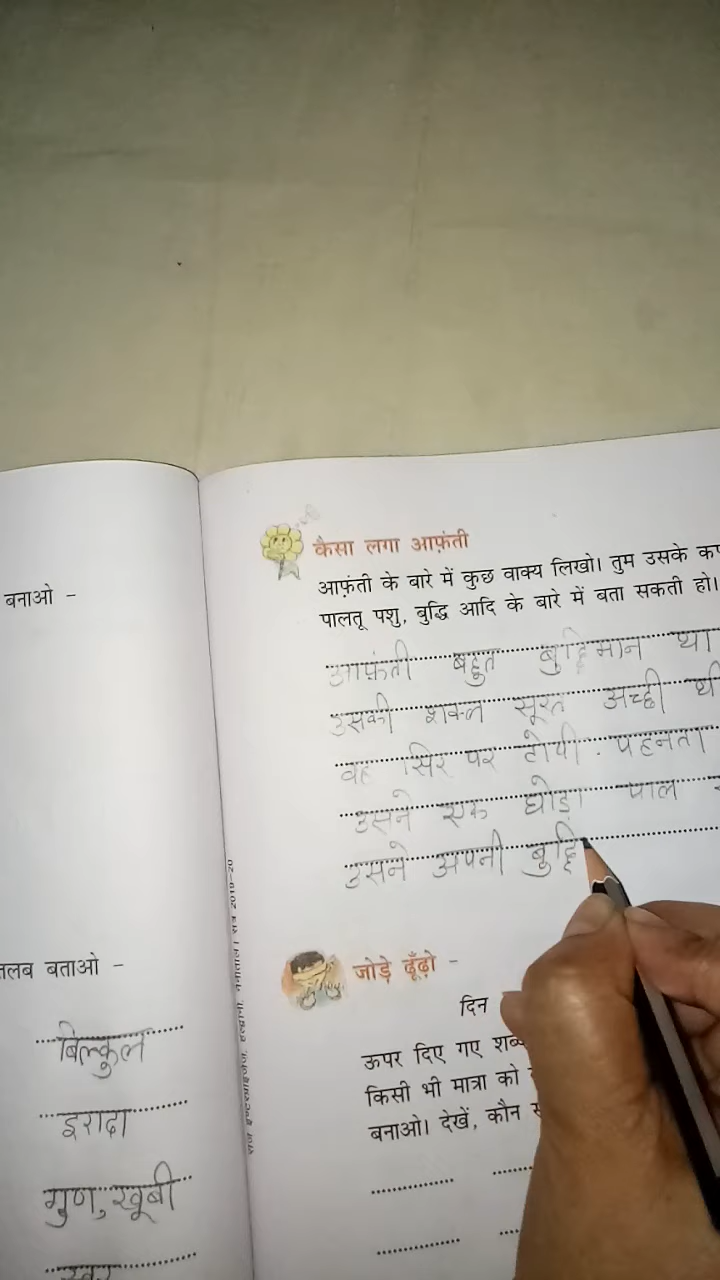 बनाओ -
तलब बताओ -
बिल्कुल
इरादा
गुण, खूबी
कैसा लगा आफ़ंती
आफ़ंती के बारे में कुछ वाक्य लिखो। तुम उसके
पालतू पशु, बुद्धि आदि के बारे में बता सकती हो।
आफ़ंती बहुत बुद्दिमान था
उसकी शक्ल सूरत अच्छी थी
वह सिर पर टोपी पहनता
उसने एक घोड़ा पाल
उसने अपनी बुद्दि
जोड़े ढूँढ़ो -
दिन
ऊपर दिए गए
किसी भी मात्रा को
बनाओ। देखें, कौन